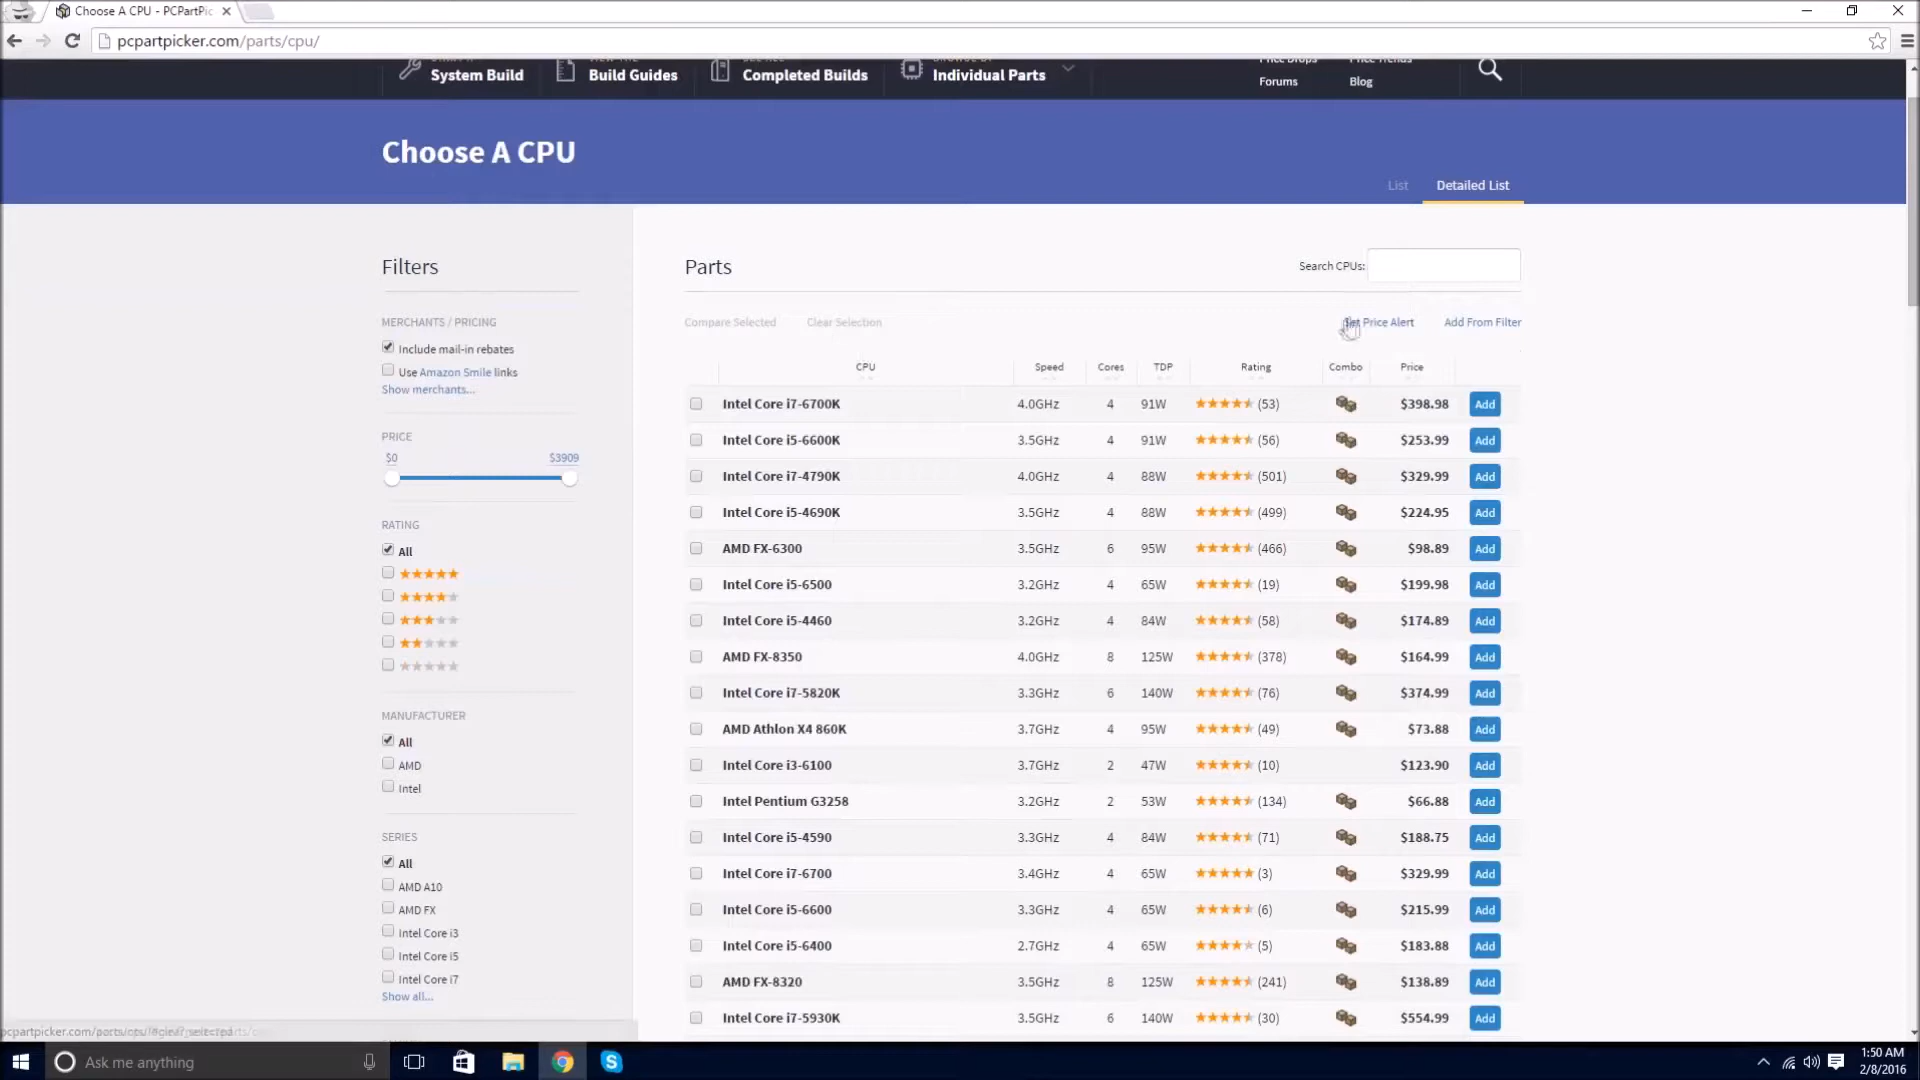 Choose A CPU - PCPartPic
pcpartpicker.com/parts/cpu/
System Build
Build Guides
Completed Builds
Individual Parts
Price Drops
Price Trends
Forums
Blog
Choose A CPU
List
Detailed List
Filters
MERCHANTS / PRICING
Include mail-in rebates
Use Amazon Smile links
Show merchants...
PRICE
$0 $3909
RATING
All
MANUFACTURER
All
AMD
Intel
SERIES
All
AMD A10
AMD FX
Intel Core i3
Intel Core i5
Intel Core i7
Show all...
Parts
Search CPUs:
Compare Selected Clear Selection Set Price Alert Add From Filter
CPU Speed Cores TDP Rating Combo Price
Intel Core i7-6700K 4.0GHz 4 91W (53) $398.98 Add
Intel Core i5-6600K 3.5GHz 4 91W (56) $253.99 Add
Intel Core i7-4790K 4.0GHz 4 88W (501) $329.99 Add
Intel Core i5-4690K 3.5GHz 4 88W (499) $224.95 Add
AMD FX-6300 3.5GHz 6 95W (466) $98.89 Add
Intel Core i5-6500 3.2GHz 4 65W (19) $199.98 Add
Intel Core i5-4460 3.2GHz 4 84W (58) $174.89 Add
AMD FX-8350 4.0GHz 8 125W (378) $164.99 Add
Intel Core i7-5820K 3.3GHz 6 140W (76) $374.99 Add
AMD Athlon X4 860K 3.7GHz 4 95W (49) $73.88 Add
Intel Core i3-6100 3.7GHz 2 47W (10) $123.90 Add
Intel Pentium G3258 3.2GHz 2 53W (134) $66.88 Add
Intel Core i5-4590 3.3GHz 4 84W (71) $188.75 Add
Intel Core i7-6700 3.4GHz 4 65W (3) $329.99 Add
Intel Core i5-6600 3.3GHz 4 65W (6) $215.99 Add
Intel Core i5-6400 2.7GHz 4 65W (5) $183.88 Add
AMD FX-8320 3.5GHz 8 125W (241) $138.89 Add
Intel Core i7-5930K 3.5GHz 6 140W (30) $554.99 Add
Ask me anything
1:50 AM
2/8/2016